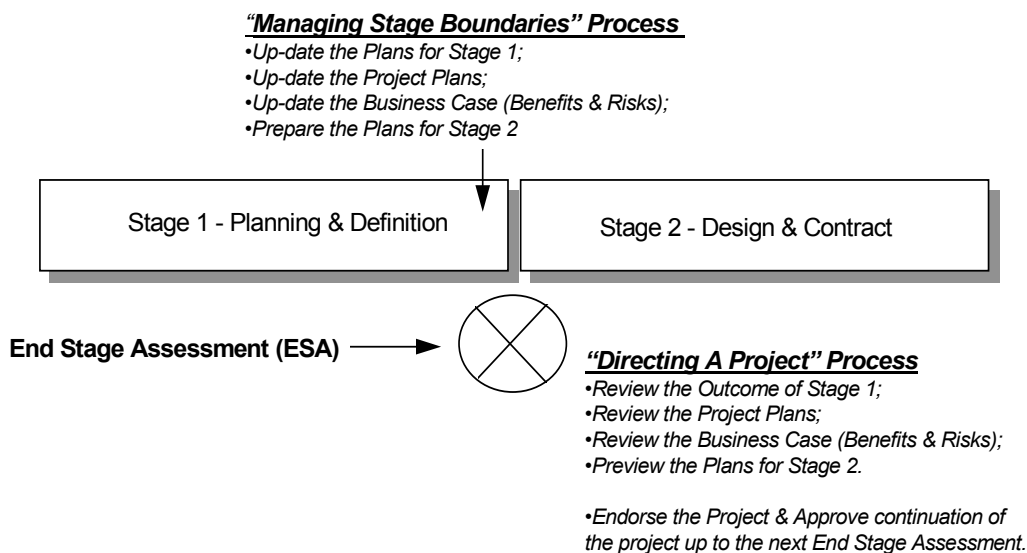 “Managing Stage Boundaries” Process
•Up-date the Plans for Stage 1;
•Up-date the Project Plans;
•Up-date the Business Case (Benefits & Risks);
•Prepare the Plans for Stage 2
Stage 1 - Planning & Definition
Stage 2 - Design & Contract
End Stage Assessment (ESA)
“Directing A Project” Process
•Review the Outcome of Stage 1;
•Review the Project Plans;
•Review the Business Case (Benefits & Risks);
•Preview the Plans for Stage 2.
•Endorse the Project & Approve continuation of
the project up to the next End Stage Assessment.